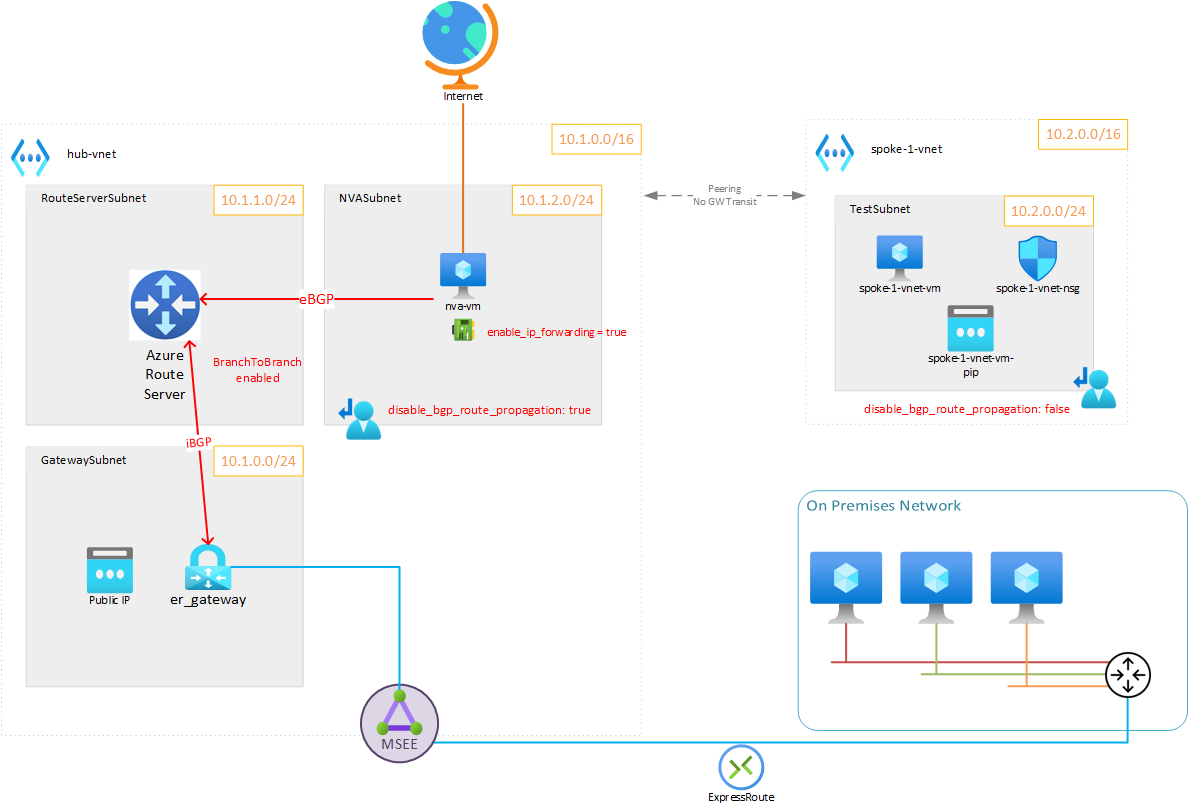 Internet
hub-vnet
10.1.0.0/16
RouteServerSubnet
10.1.1.0/24
NVASubnet
10.1.2.0/24
eBGP
nva-vm
enable_ip_forwarding = true
Azure
Route
Server
BranchToBranch
enabled
disable_bgp_route_propagation: true
iBGP
GatewaySubnet
10.1.0.0/24
Public IP
er_gateway
MSEE
Peering
No GW Transit
spoke-1-vnet
10.2.0.0/16
TestSubnet
10.2.0.0/24
spoke-1-vnet-vm
spoke-1-vnet-nsg
spoke-1-vnet-vm-
pip
disable_bgp_route_propagation: false
On Premises Network
ExpressRoute